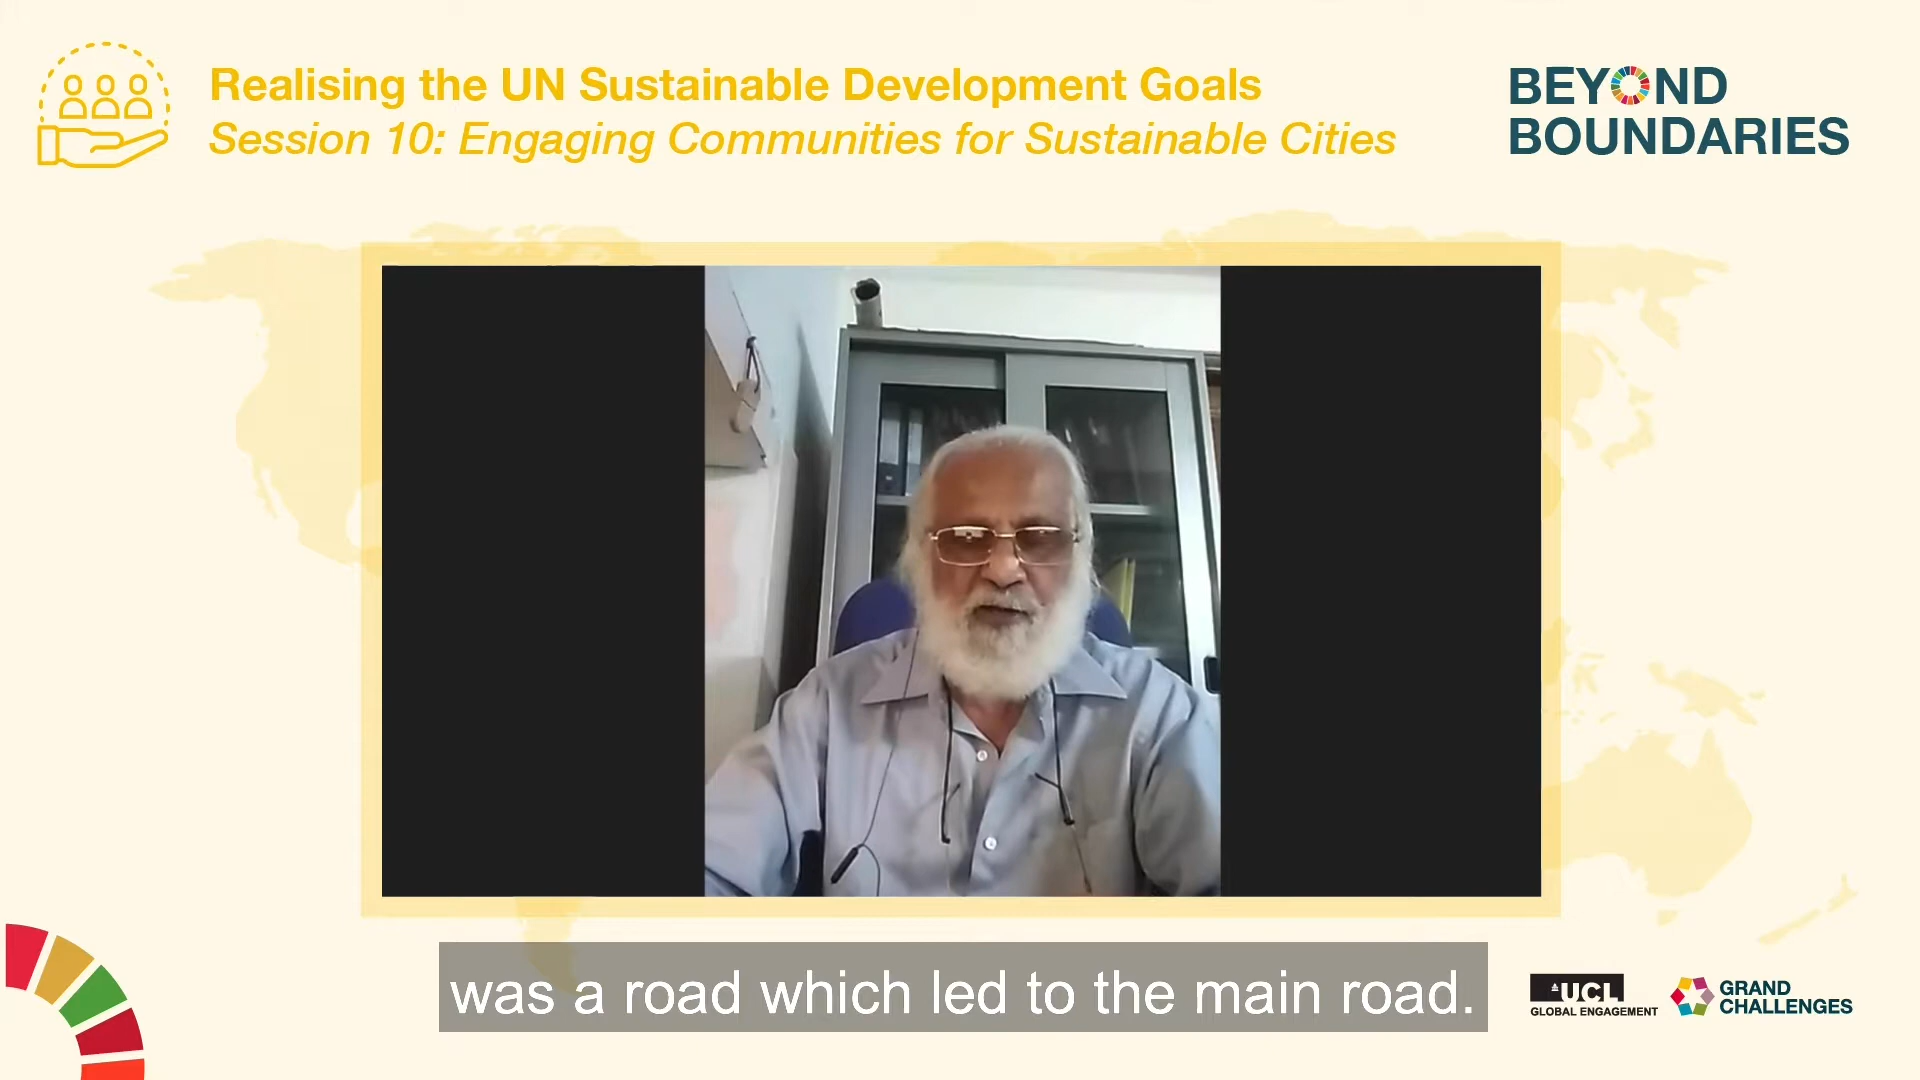 Realising the UN Sustainable Development Goals
Session 10: Engaging Communities for Sustainable Cities
BEYOND
BOUNDARIES
was a road which led to the main road.
UCL
GLOBAL ENGAGEMENT
GRAND
CHALLENGES